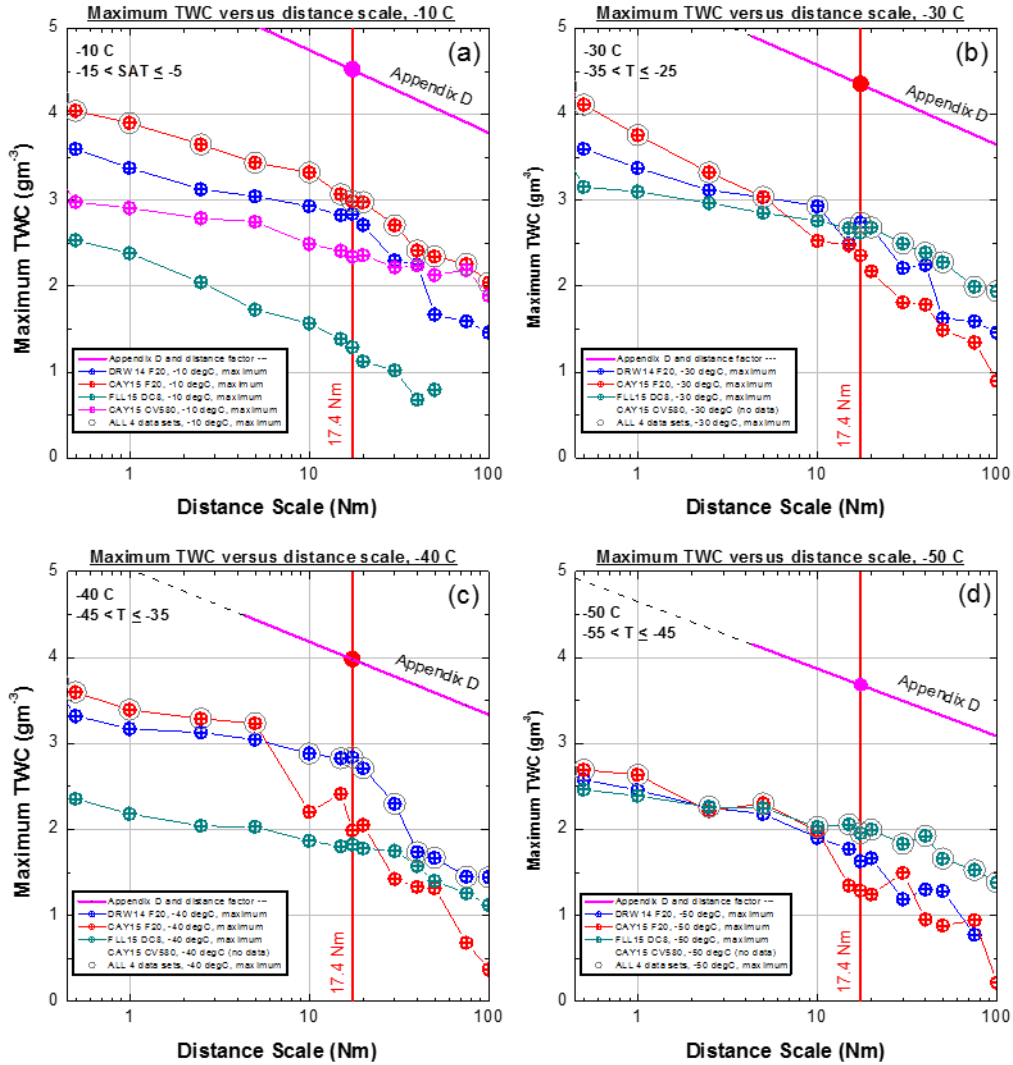 Maximum TWC versus distance scale, -10 C
(a)
-10 C
-15 < SAT ≤ -5
Appendix D
Maximum TWC (gm-3)
5
4
3
2
1
0
Appendix D and distance factor ---
DRW14 F20, -10 degC, maximum
CAY15 F20, -10 degC, maximum
FLL15 DC8, -10 degC, maximum
CAY15 CV580, -10 degC, maximum
ALL 4 data sets, -10 degC, maximum
17.4 Nm
1 10 100
Distance Scale (Nm)
Maximum TWC versus distance scale, -30 C
(b)
-30 C
-35 < T ≤ -25
Appendix D
Maximum TWC (gm-3)
5
4
3
2
1
0
Appendix D and distance factor ---
DRW14 F20, -30 degC, maximum
CAY15 F20, -30 degC, maximum
FLL15 DC8, -30 degC, maximum
CAY15 CV580, -30 degC (no data)
ALL 4 data sets, -30 degC, maximum
17.4 Nm
1 10 100
Distance Scale (Nm)
Maximum TWC versus distance scale, -40 C
(c)
-40 C
-45 < T ≤ -35
Appendix D
Maximum TWC (gm-3)
5
4
3
2
1
0
Appendix D and distance factor ---
DRW14 F20, -40 degC, maximum
CAY15 F20, -40 degC, maximum
FLL15 DC8, -40 degC, maximum
CAY15 CV580, -40 degC (no data)
ALL 4 data sets, -40 degC, maximum
17.4 Nm
1 10 100
Distance Scale (Nm)
Maximum TWC versus distance scale, -50 C
(d)
-50 C
-55 < T ≤ -45
Appendix D
Maximum TWC (gm-3)
5
4
3
2
1
0
Appendix D and distance factor ---
DRW14 F20, -50 degC, maximum
CAY15 F20, -50 degC, maximum
FLL15 DC8, -50 degC, maximum
CAY15 CV580, -50 degC (no data)
ALL 4 data sets, -50 degC, maximum
17.4 Nm
1 10 100
Distance Scale (Nm)